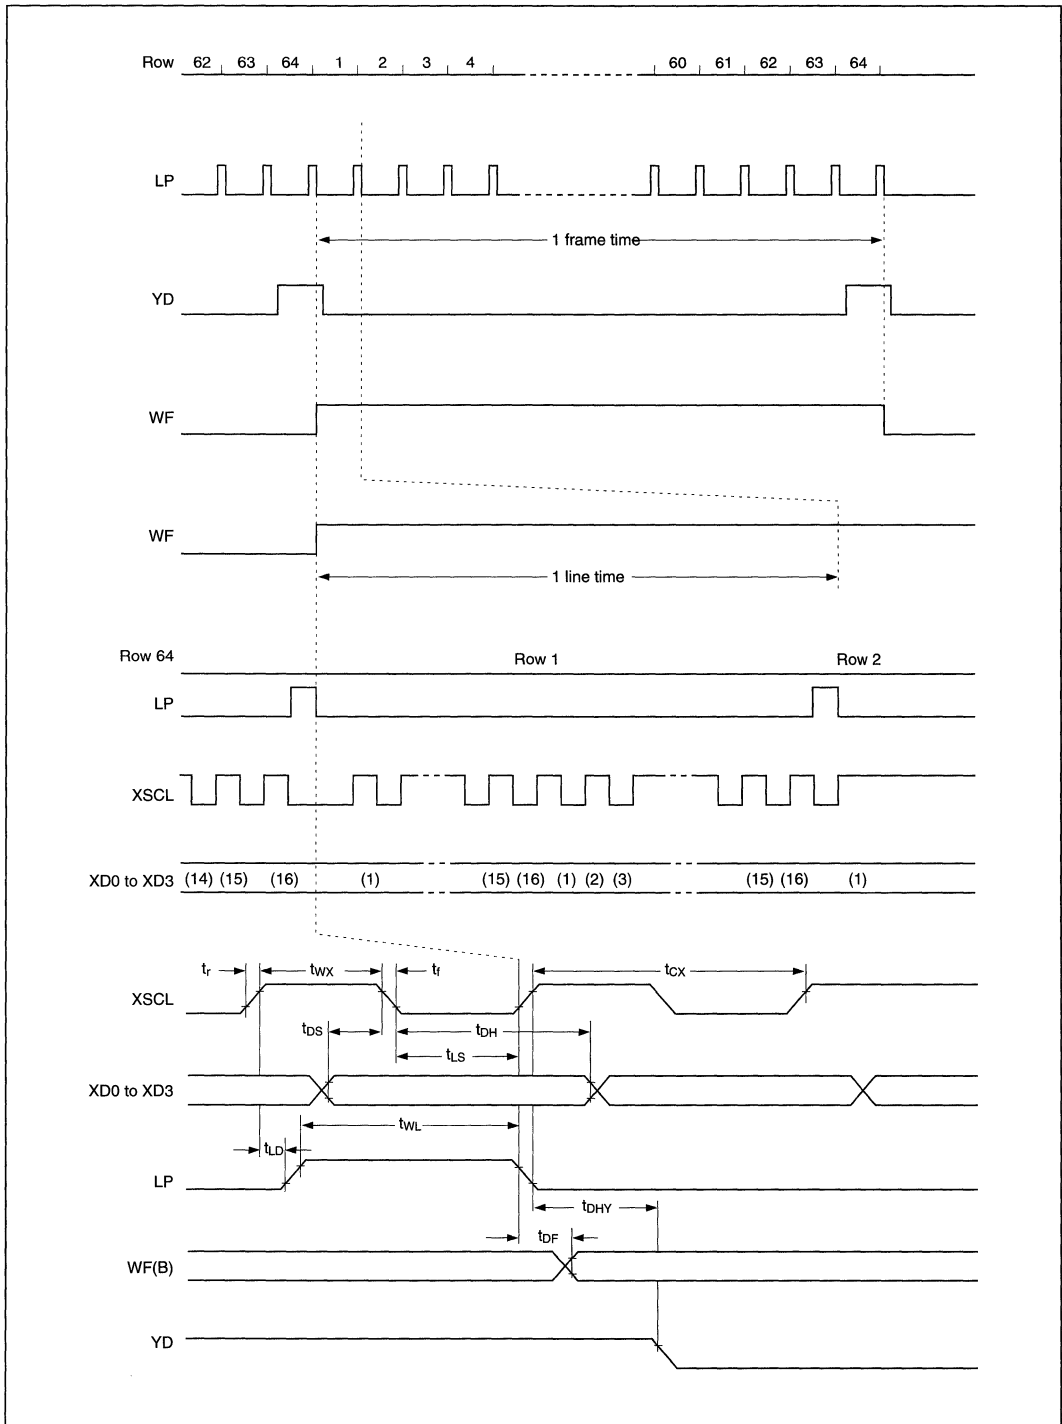 Row 62 63 64 1 2 3 4 60 61 62 63 64
LP
1 frame time
YD
WF
WF
1 line time
Row 64 Row 1 Row 2
LP
XSCL
XD0 to XD3 (14) (15) (16) (1) (15) (16) (1) (2) (3) (15) (16) (1)
tr tWX tf tCX
XSCL
tDS tDH
tLS
XD0 to XD3
tWL
tLD
LP
tDHY
tDF
WF(B)
YD